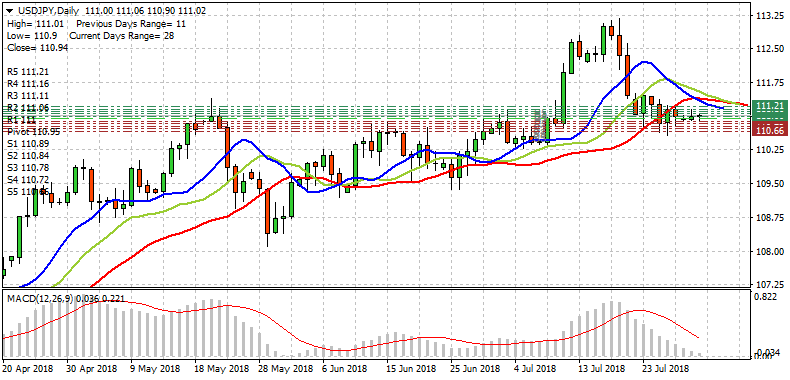 USDJPY,Daily 111.00 111.06 110.90 111.02
High= 111.01 Previous Days Range= 11
Low= 110.9 Current Days Range= 28
Close= 110.94
R5 111.21
R4 111.16
R3 111.11
R2 111.06
R1 111
Pivot 110.95
S1 110.89
S2 110.84
S3 110.78
S4 110.72
S5
113.25
112.50
111.75
111.21
110.66
110.25
109.50
108.75
108.00
107.25
MACD(12,26,9) 0.036 0.221
0.822
0.00
-0.034
20 Apr 2018
30 Apr 2018
9 May 2018
18 May 2018
28 May 2018
6 Jun 2018
15 Jun 2018
25 Jun 2018
4 Jul 2018
13 Jul 2018
23 Jul 2018